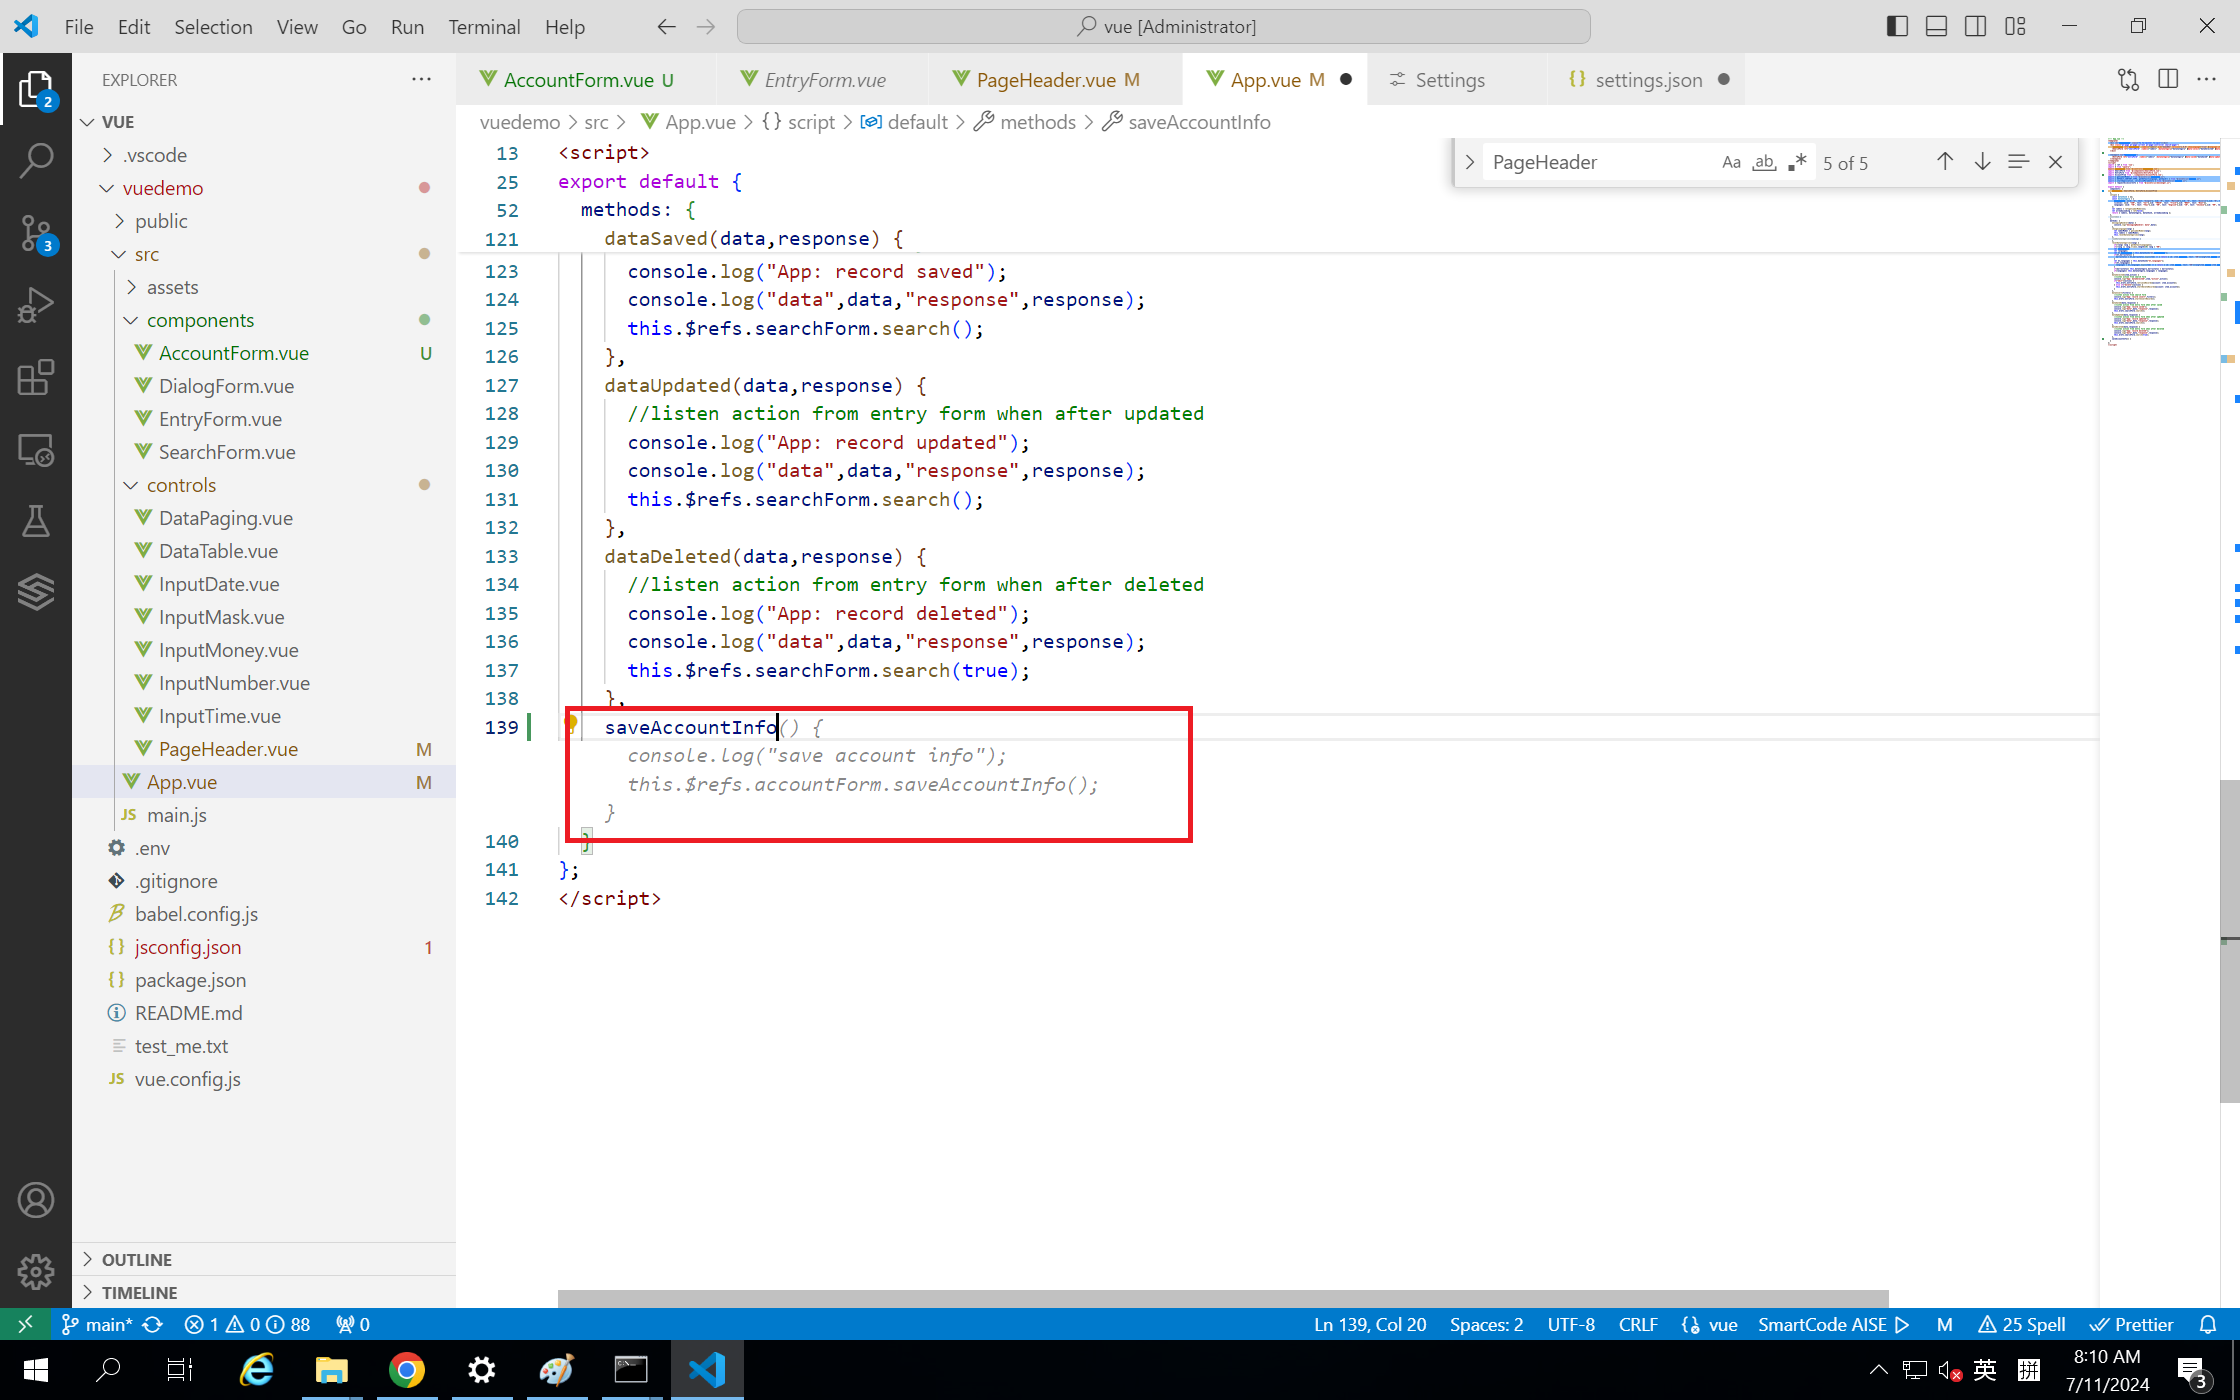 File Edit Selection View Go Run Terminal Help
vue [Administrator]
EXPLORER
AccountForm.vue U
EntryForm.vue
PageHeader.vue M
App.vue M
Settings
settings.json
vuedemo > src > App.vue > {} script > default > methods > saveAccountInfo
PageHeader
Aa ab .*
5 of 5
2
3
VUE
.vscode
vuedemo
public
src
assets
components
AccountForm.vue U
DialogForm.vue
EntryForm.vue
SearchForm.vue
controls
DataPaging.vue
DataTable.vue
InputDate.vue
InputMask.vue
InputMoney.vue
InputNumber.vue
InputTime.vue
PageHeader.vue M
App.vue M
JS main.js
.env
.gitignore
babel.config.js
{} jsconfig.json 1
{} package.json
README.md
test_me.txt
JS vue.config.js
OUTLINE
TIMELINE
13 <script>
25 export default {
52 methods: {
121 dataSaved(data,response) {
123 console.log("App: record saved");
124 console.log("data",data,"response",response);
125 this.$refs.searchForm.search();
126 },
127 dataUpdated(data,response) {
128 //listen action from entry form when after updated
129 console.log("App: record updated");
130 console.log("data",data,"response",response);
131 this.$refs.searchForm.search();
132 },
133 dataDeleted(data,response) {
134 //listen action from entry form when after deleted
135 console.log("App: record deleted");
136 console.log("data",data,"response",response);
137 this.$refs.searchForm.search(true);
138 },
139 saveAccountInfo() {
console.log("save account info");
this.$refs.accountForm.saveAccountInfo();
}
140 }
141 };
142 </script>
main* 1 0 88 0
Ln 139, Col 20 Spaces: 2 UTF-8 CRLF vue SmartCode AISE M 25 Spell Prettier
英 拼
8:10 AM
7/11/2024
3